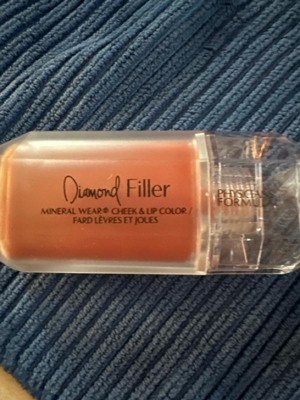 Diamond Filler
MINERAL WEAR® CHEEK & LIP COLOR /
FARD LÈVRES ET JOUES
PHYSICIANS
FORMULA